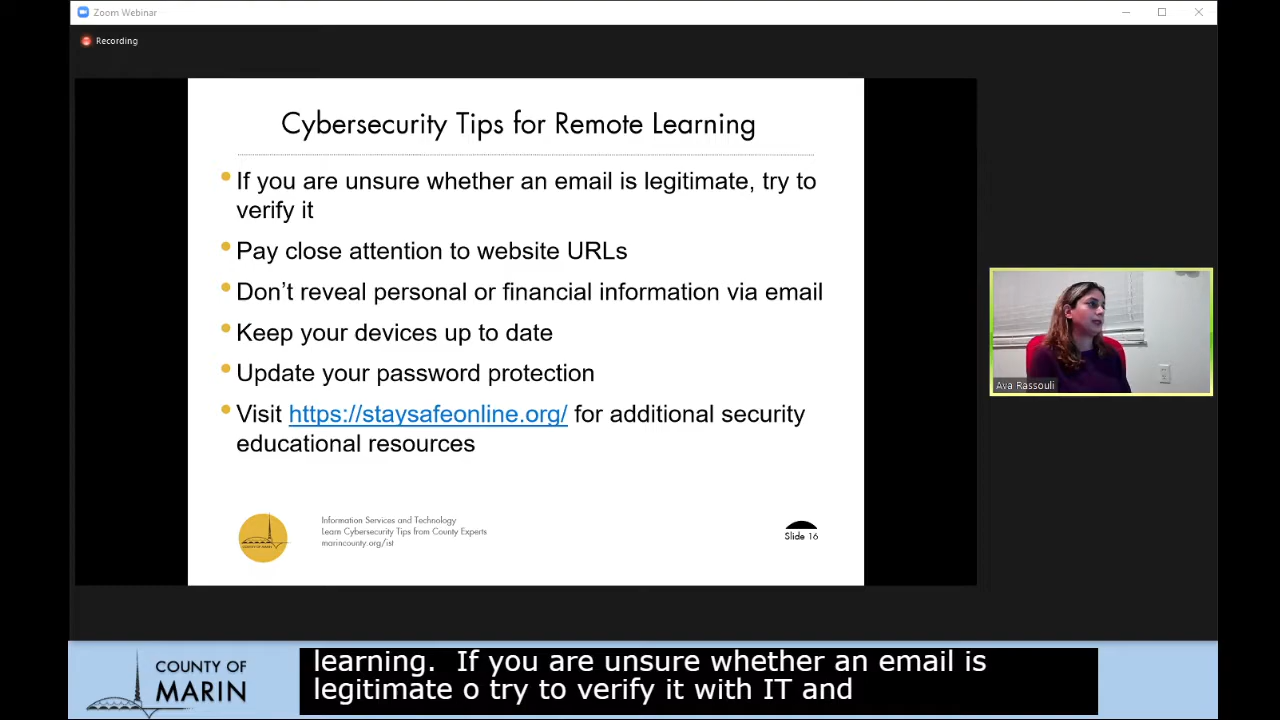 Zoom Webinar
Recording
Cybersecurity Tips for Remote Learning
• If you are unsure whether an email is legitimate, try to
verify it
• Pay close attention to website URLs
• Don’t reveal personal or financial information via email
• Keep your devices up to date
• Update your password protection
• Visit https://staysafeonline.org/ for additional security
educational resources
Ava Rassouli
COUNTY OF MARIN
Information Services and Technology
Learn Cybersecurity Tips from County Experts
marincounty.org/ist
Slide 16
COUNTY OF
MARIN
learning. If you are unsure whether an email is
legitimate o try to verify it with IT and